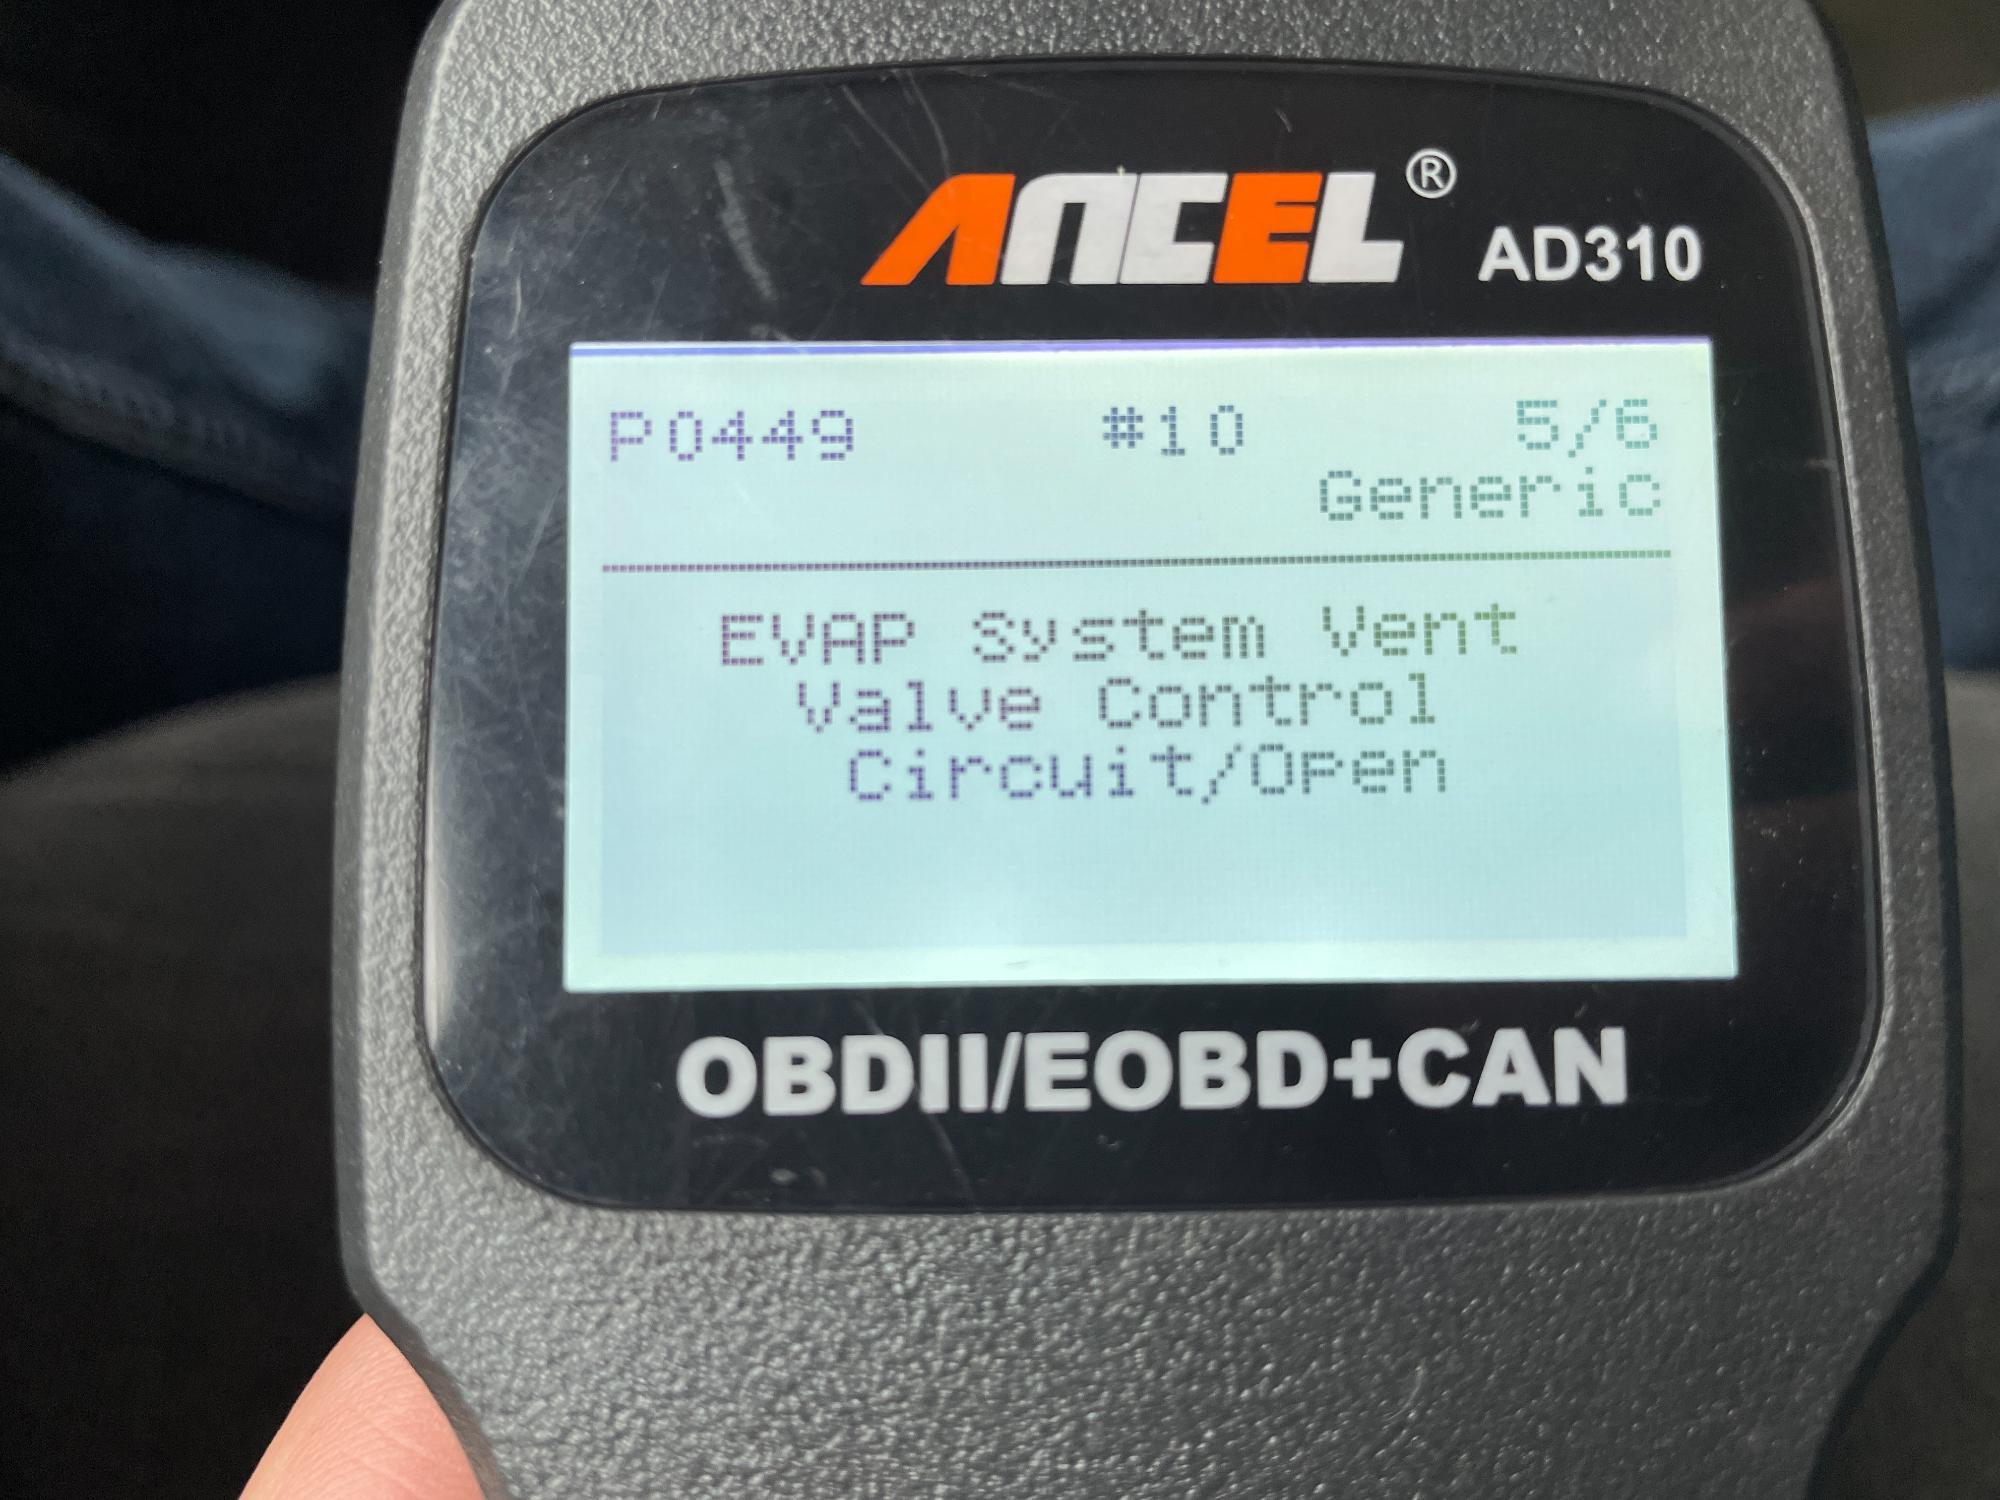 ANCEL® AD310
P0449 #10 5/6
Generic
EVAP System Vent
Valve Control
Circuit/Open
OBDII/EOBD+CAN